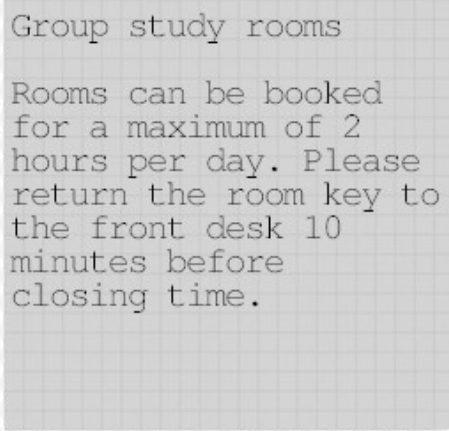 Group study rooms
Rooms can be booked
for a maximum of 2
hours per day. Please
return the room key to
the front desk 10
minutes before
closing time.